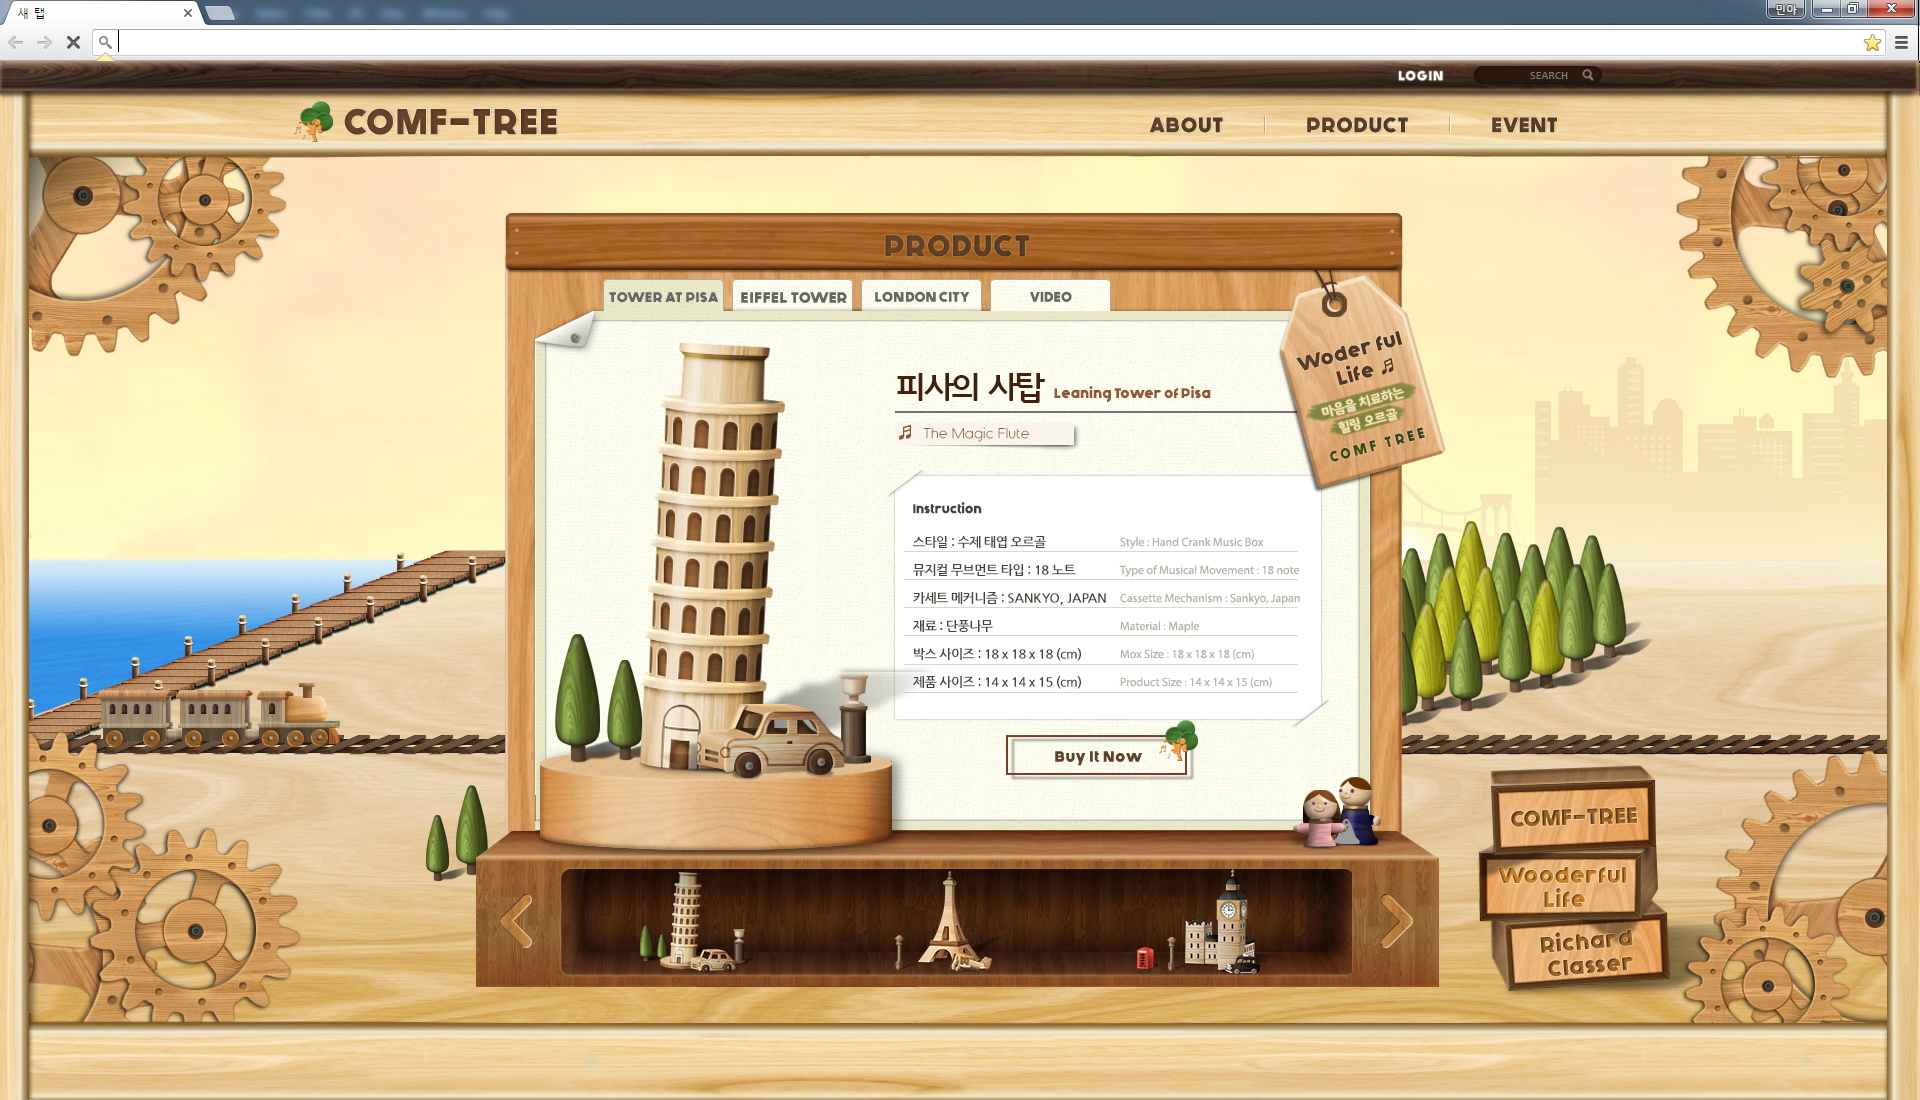 새 탭
민아
LOGIN
SEARCH
COMF-TREE
ABOUT
PRODUCT
EVENT
PRODUCT
TOWER AT PISA
EIFFEL TOWER
LONDON CITY
VIDEO
피사의 사탑 Leaning Tower of Pisa
The Magic Flute
Woder ful
Life
마음을 치료하는
힐링 오르골
COMF TREE
Instruction
스타일 : 수제 태엽 오르골 Style : Hand Crank Music Box
뮤지컬 무브먼트 타입 : 18 노트 Type of Musical Movement : 18 note
카세트 메커니즘 : SANKYO, JAPAN Cassette Mechanism : Sankyo, Japan
재료 : 단풍나무 Material : Maple
박스 사이즈 : 18 x 18 x 18 (cm) Mox Size : 18 x 18 x 18 (cm)
제품 사이즈 : 14 x 14 x 15 (cm) Product Size : 14 x 14 x 15 (cm)
Buy It Now
COMF-TREE
Wooderful
Life
Richard
Classer